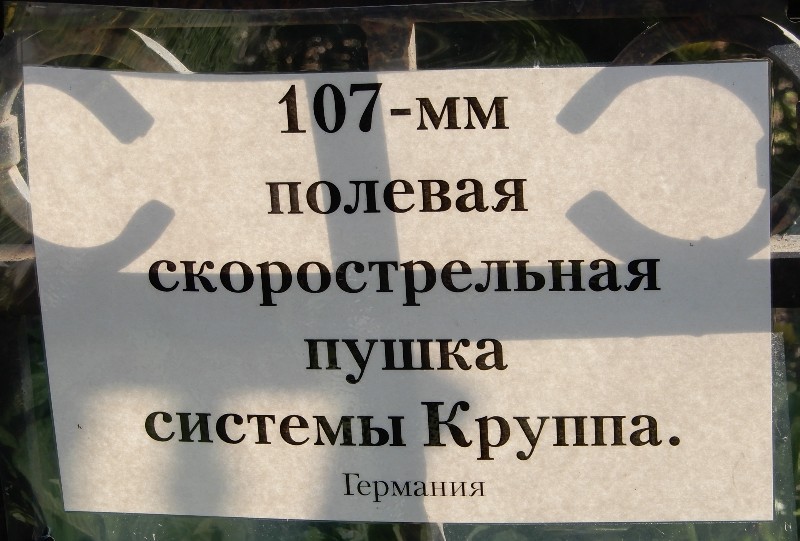 107-мм
полевая
скорострельная
пушка
системы Круппа.
Германия